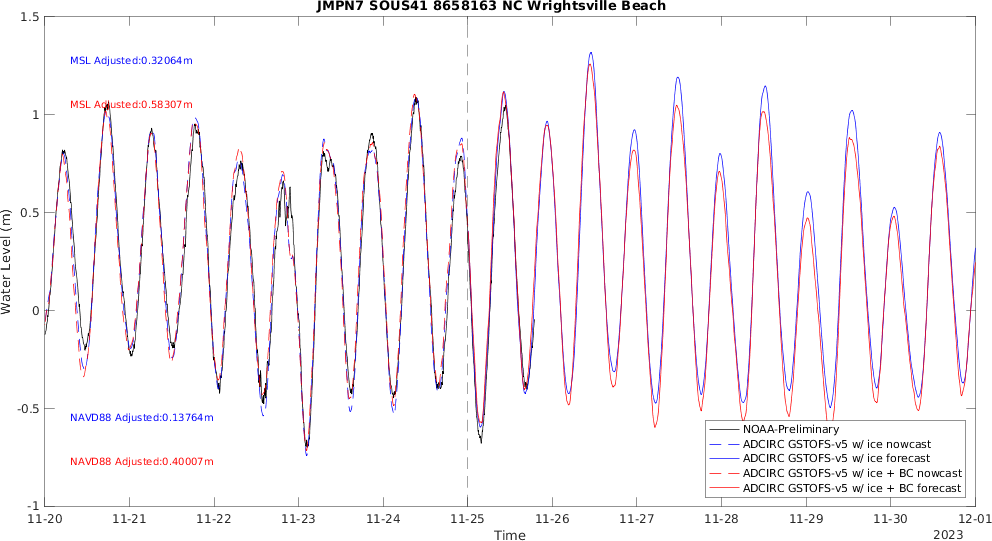 JMPN7 SOUS41 8658163 NC Wrightsville Beach
1.5
MSL Adjusted:0.32064m
MSL Adjusted:0.58307m
1
0.5
Water Level (m)
0
-0.5
NAVD88 Adjusted:0.13764m
NAVD88 Adjusted:0.40007m
NOAA-Preliminary
ADCIRC GSTOFS-v5 w/ ice nowcast
ADCIRC GSTOFS-v5 w/ ice forecast
ADCIRC GSTOFS-v5 w/ ice + BC nowcast
ADCIRC GSTOFS-v5 w/ ice + BC forecast
-1
11-20 11-21 11-22 11-23 11-24 11-25 11-26 11-27 11-28 11-29 11-30 12-01
Time
2023